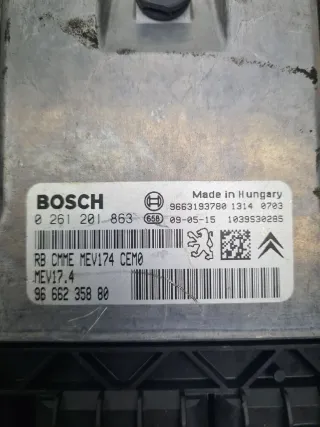 BOSCH
Made in Hungary
9663193780 1314 0703
0 261 201 863 658 09-05-15 1039530285
RB CMME MEV174 CEM0
MEV17.4
96 662 358 80